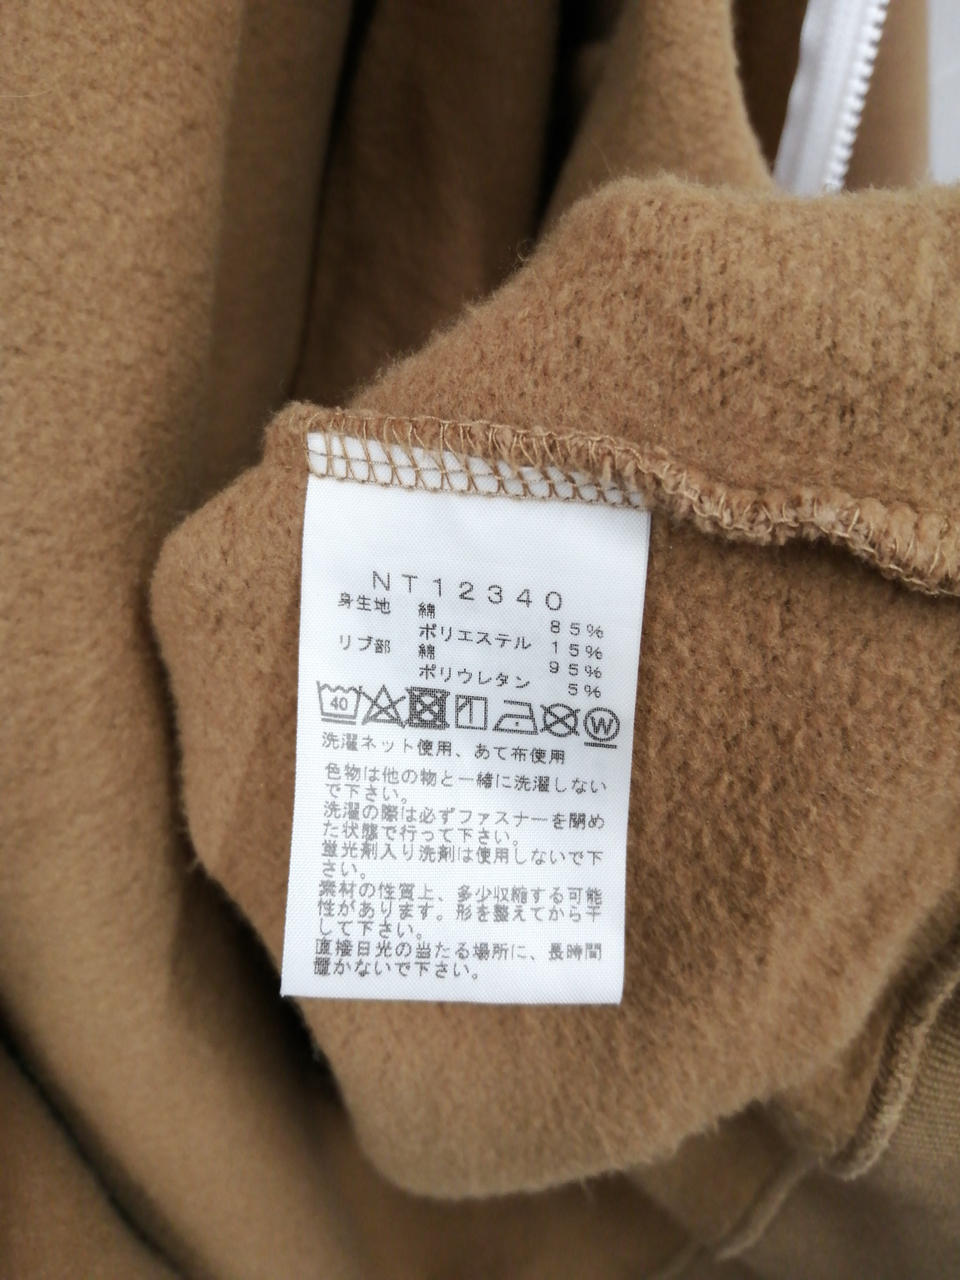 NT12340
身生地 綿 85%
ポリエステル 15%
リブ部 綿 95%
ポリウレタン 5%
40 W
洗濯ネット使用、あて布使用
色物は他の物と一緒に洗濯しない
で下さい。
洗濯の際は必ずファスナーを閉め
た状態で行って下さい。
蛍光剤入り洗剤は使用しないで下
さい。
素材の性質上、多少収縮する可能
性があります。形を整えてから干
して下さい。
直接日光の当たる場所に、長時間
置かないで下さい。